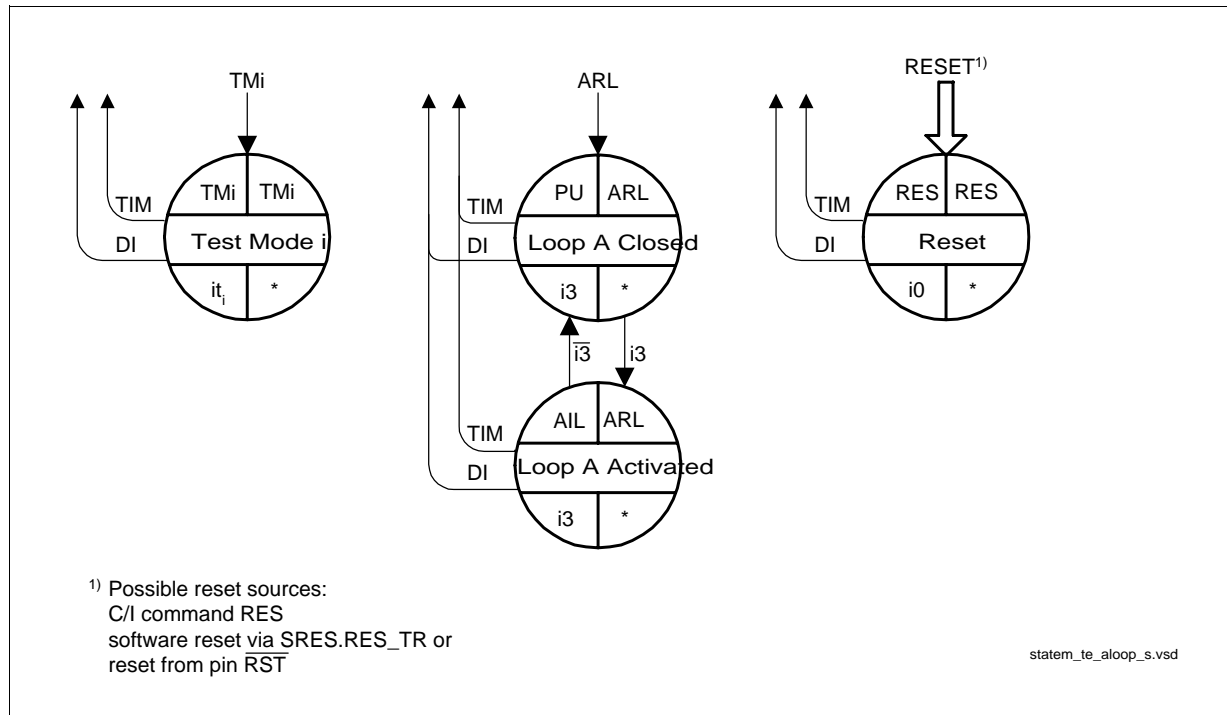 TMi
ARL
RESET1)
TMi TMi
PU ARL
RES RES
TIM
TIM
TIM
Test Mode i
Loop A Closed
Reset
DI
DI
DI
iti *
i3 *
i0 *
i3 i3
AIL ARL
TIM
Loop A Activated
DI
i3 *
1) Possible reset sources:
C/I command RES
software reset via SRES.RES_TR or
reset from pin RST
statem_te_aloop_s.vsd